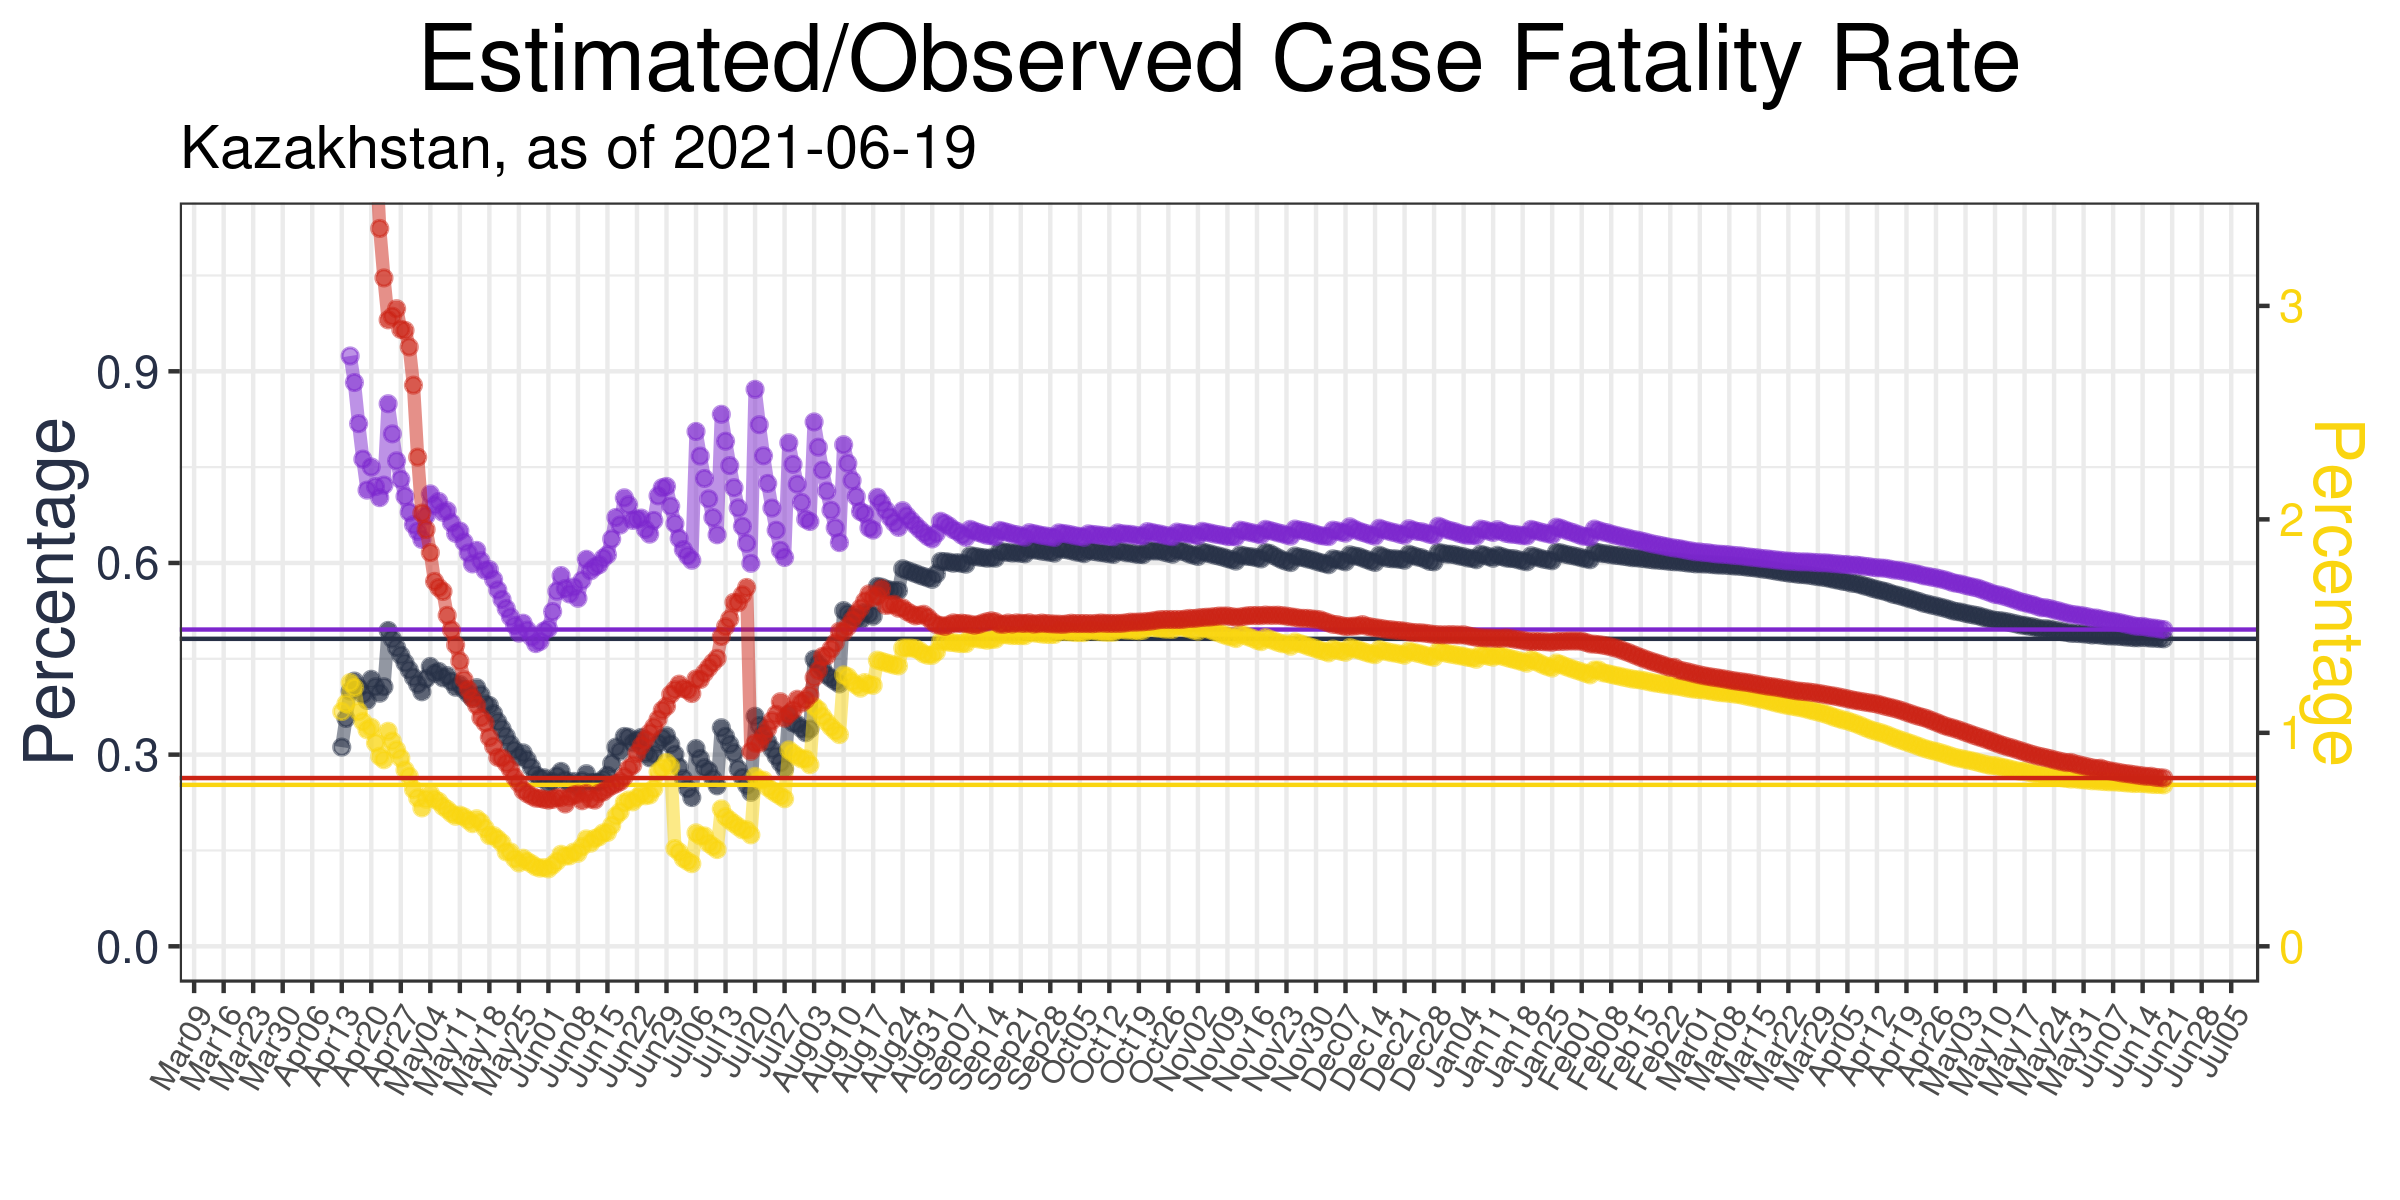 Estimated/Observed Case Fatality Rate
Kazakhstan, as of 2021-06-19
Percentage
0.9
0.6
0.3
0.0
3
2
1
0
Percentage
Mar09
Mar16
Mar23
Mar30
Apr06
Apr13
Apr20
Apr27
May04
May11
May18
May25
Jun01
Jun08
Jun15
Jun22
Jun29
Jul06
Jul13
Jul20
Jul27
Aug03
Aug10
Aug17
Aug24
Aug31
Sep07
Sep14
Sep21
Sep28
Oct05
Oct12
Oct19
Oct26
Nov02
Nov09
Nov16
Nov23
Nov30
Dec07
Dec14
Dec21
Dec28
Jan04
Jan11
Jan18
Jan25
Feb01
Feb08
Feb15
Feb22
Mar01
Mar08
Mar15
Mar22
Mar29
Apr05
Apr12
Apr19
Apr26
May03
May10
May17
May24
May31
Jun07
Jun14
Jun21
Jun28
Jul05